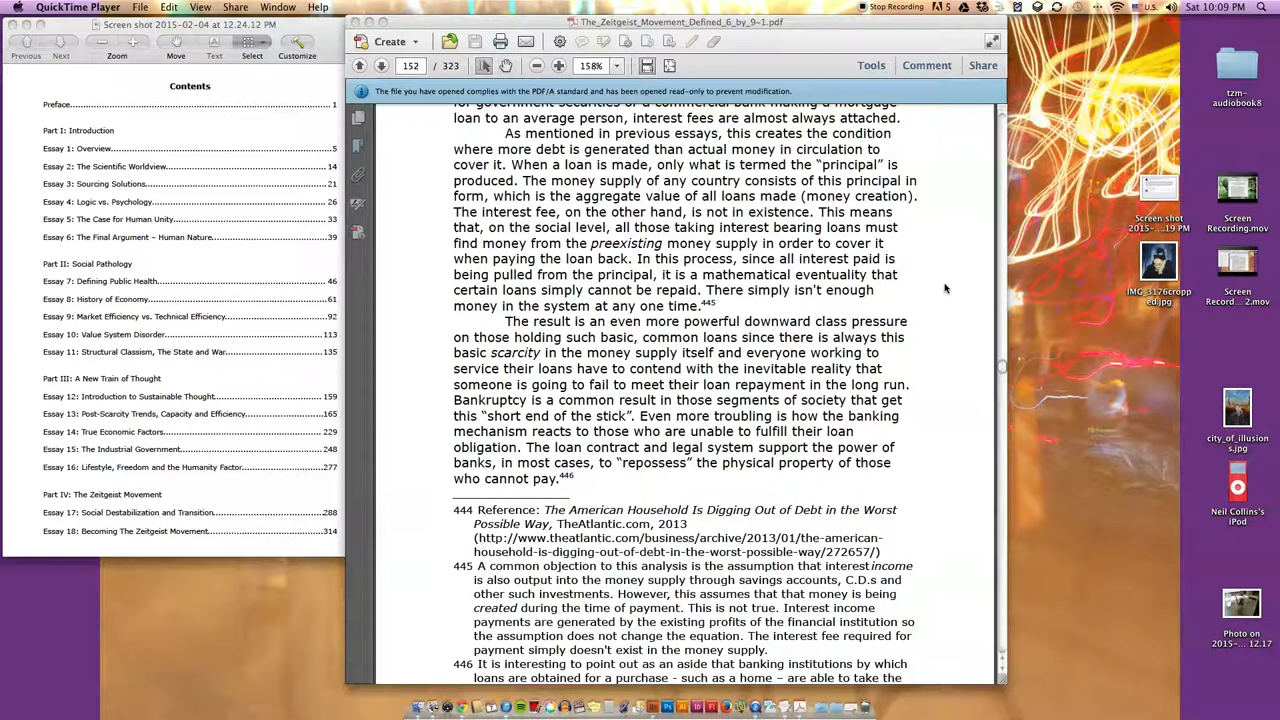 QuickTime Player File Edit View Share Window Help
Stop Recording
5
U.S.
Sat 10:09 PM
Screen shot 2015-02-04 at 12.24.12 PM
Previous Next Zoom Move Text Select Customize
Contents
Preface 1
Part I: Introduction
Essay 1: Overview 5
Essay 2: The Scientific Worldview 14
Essay 3: Sourcing Solutions 21
Essay 4: Logic vs. Psychology 26
Essay 5: The Case for Human Unity 33
Essay 6: The Final Argument – Human Nature 39
Part II: Social Pathology
Essay 7: Defining Public Health 46
Essay 8: History of Economy 61
Essay 9: Market Efficiency vs. Technical Efficiency 92
Essay 10: Value System Disorder 113
Essay 11: Structural Classism, The State and War 135
Part III: A New Train of Thought
Essay 12: Introduction to Sustainable Thought 159
Essay 13: Post-Scarcity Trends, Capacity and Efficiency 165
Essay 14: True Economic Factors 229
Essay 15: The Industrial Government 248
Essay 16: Lifestyle, Freedom and the Humanity Factor 277
Part IV: The Zeitgeist Movement
Essay 17: Social Destabilization and Transition 288
Essay 18: Becoming The Zeitgeist Movement 314
The_Zeitgeist_Movement_Defined_6_by_9-1.pdf
Create
152 / 323
158%
Tools Comment Share
The file you have opened complies with the PDF/A standard and has been opened read-only to prevent modification.
for government securities or a commercial bank making a mortgage
loan to an average person, interest fees are almost always attached.
As mentioned in previous essays, this creates the condition
where more debt is generated than actual money in circulation to
cover it. When a loan is made, only what is termed the “principal” is
produced. The money supply of any country consists of this principal in
form, which is the aggregate value of all loans made (money creation).
The interest fee, on the other hand, is not in existence. This means
that, on the social level, all those taking interest bearing loans must
find money from the preexisting money supply in order to cover it
when paying the loan back. In this process, since all interest paid is
being pulled from the principal, it is a mathematical eventuality that
certain loans simply cannot be repaid. There simply isn't enough
money in the system at any one time.445
The result is an even more powerful downward class pressure
on those holding such basic, common loans since there is always this
basic scarcity in the money supply itself and everyone working to
service their loans have to contend with the inevitable reality that
someone is going to fail to meet their loan repayment in the long run.
Bankruptcy is a common result in those segments of society that get
this “short end of the stick”. Even more troubling is how the banking
mechanism reacts to those who are unable to fulfill their loan
obligation. The loan contract and legal system support the power of
banks, in most cases, to “repossess” the physical property of those
who cannot pay.446
444 Reference: The American Household Is Digging Out of Debt in the Worst
Possible Way, TheAtlantic.com, 2013
(http://www.theatlantic.com/business/archive/2013/01/the-american-
household-is-digging-out-of-debt-in-the-worst-possible-way/272657/)
445 A common objection to this analysis is the assumption that interest income
is also output into the money supply through savings accounts, C.D.s and
other such investments. However, this assumes that that money is being
created during the time of payment. This is not true. Interest income
payments are generated by the existing profits of the financial institution so
the assumption does not change the equation. The interest fee required for
payment simply doesn't exist in the money supply.
446 It is interesting to point out as an aside that banking institutions by which
loans are obtained for a purchase - such as a home – are able to take the
tzm-
audiobook8
Screen shot
2015-...19 PM
Screen
Recording.mov
IMG_3176cropp
ed.jpg
Screen
Record... 2.mov
city_of_illusion
s.jpg
Neil Collins's
iPod
Photo on
2015-... 12.17